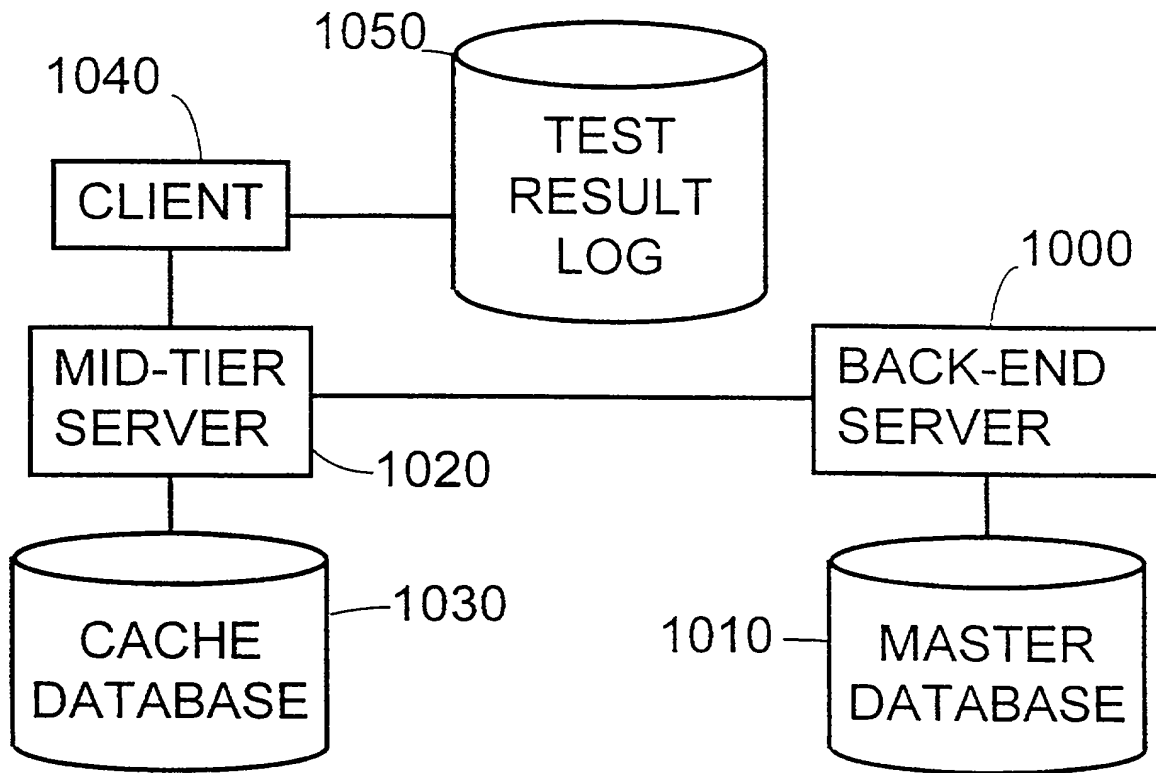 1050
1040
TEST
RESULT
LOG
CLIENT
1000
MID-TIER
SERVER
BACK-END
SERVER
1020
1030
CACHE
DATABASE
1010
MASTER
DATABASE